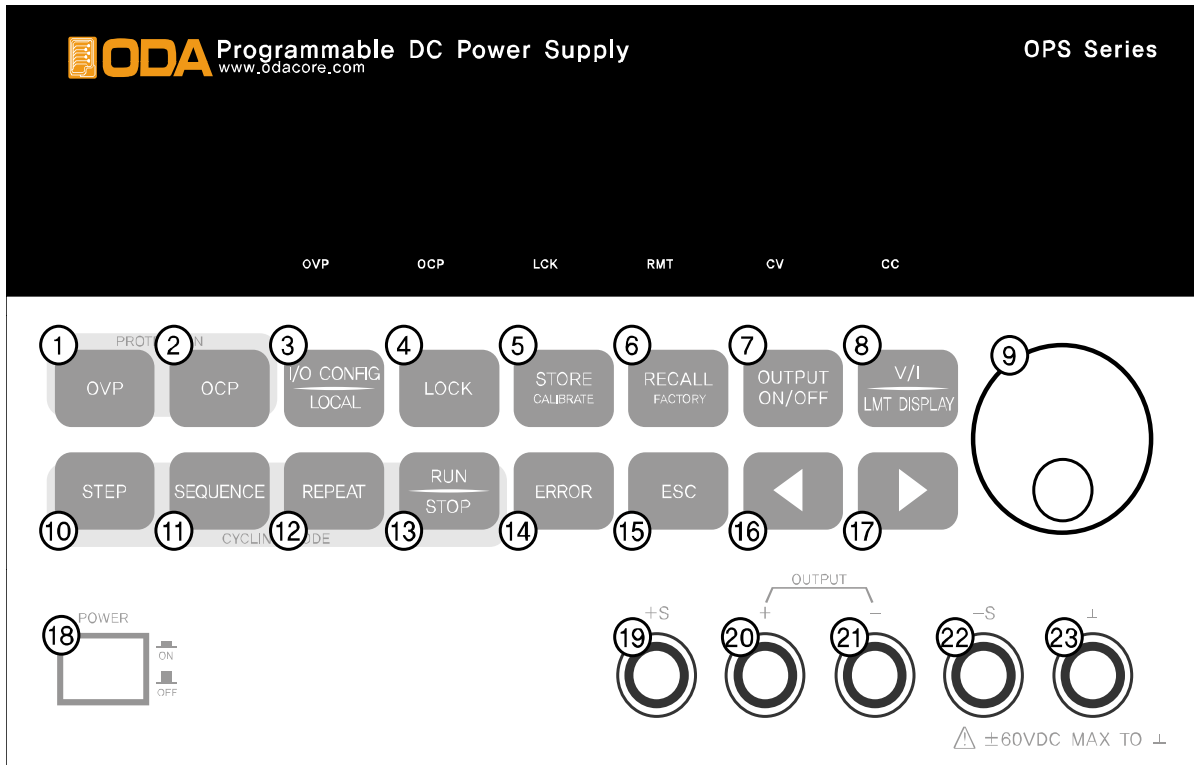 ODA Programmable DC Power Supply
www.odacore.com
OPS Series
OVP OCP LCK RMT CV CC
1 2 3 4 5 6 7 8 9
OVP OCP I/O CONFIG LOCAL LOCK STORE CALIBRATE RECALL FACTORY OUTPUT ON/OFF V/I LMT DISPLAY
STEP SEQUENCE REPEAT RUN STOP ERROR ESC
10 11 12 13 14 15 16 17
OUTPUT
POWER
+S + − −S ⊥
18 19 20 21 22 23
ON
OFF
⚠ ±60VDC MAX TO ⊥